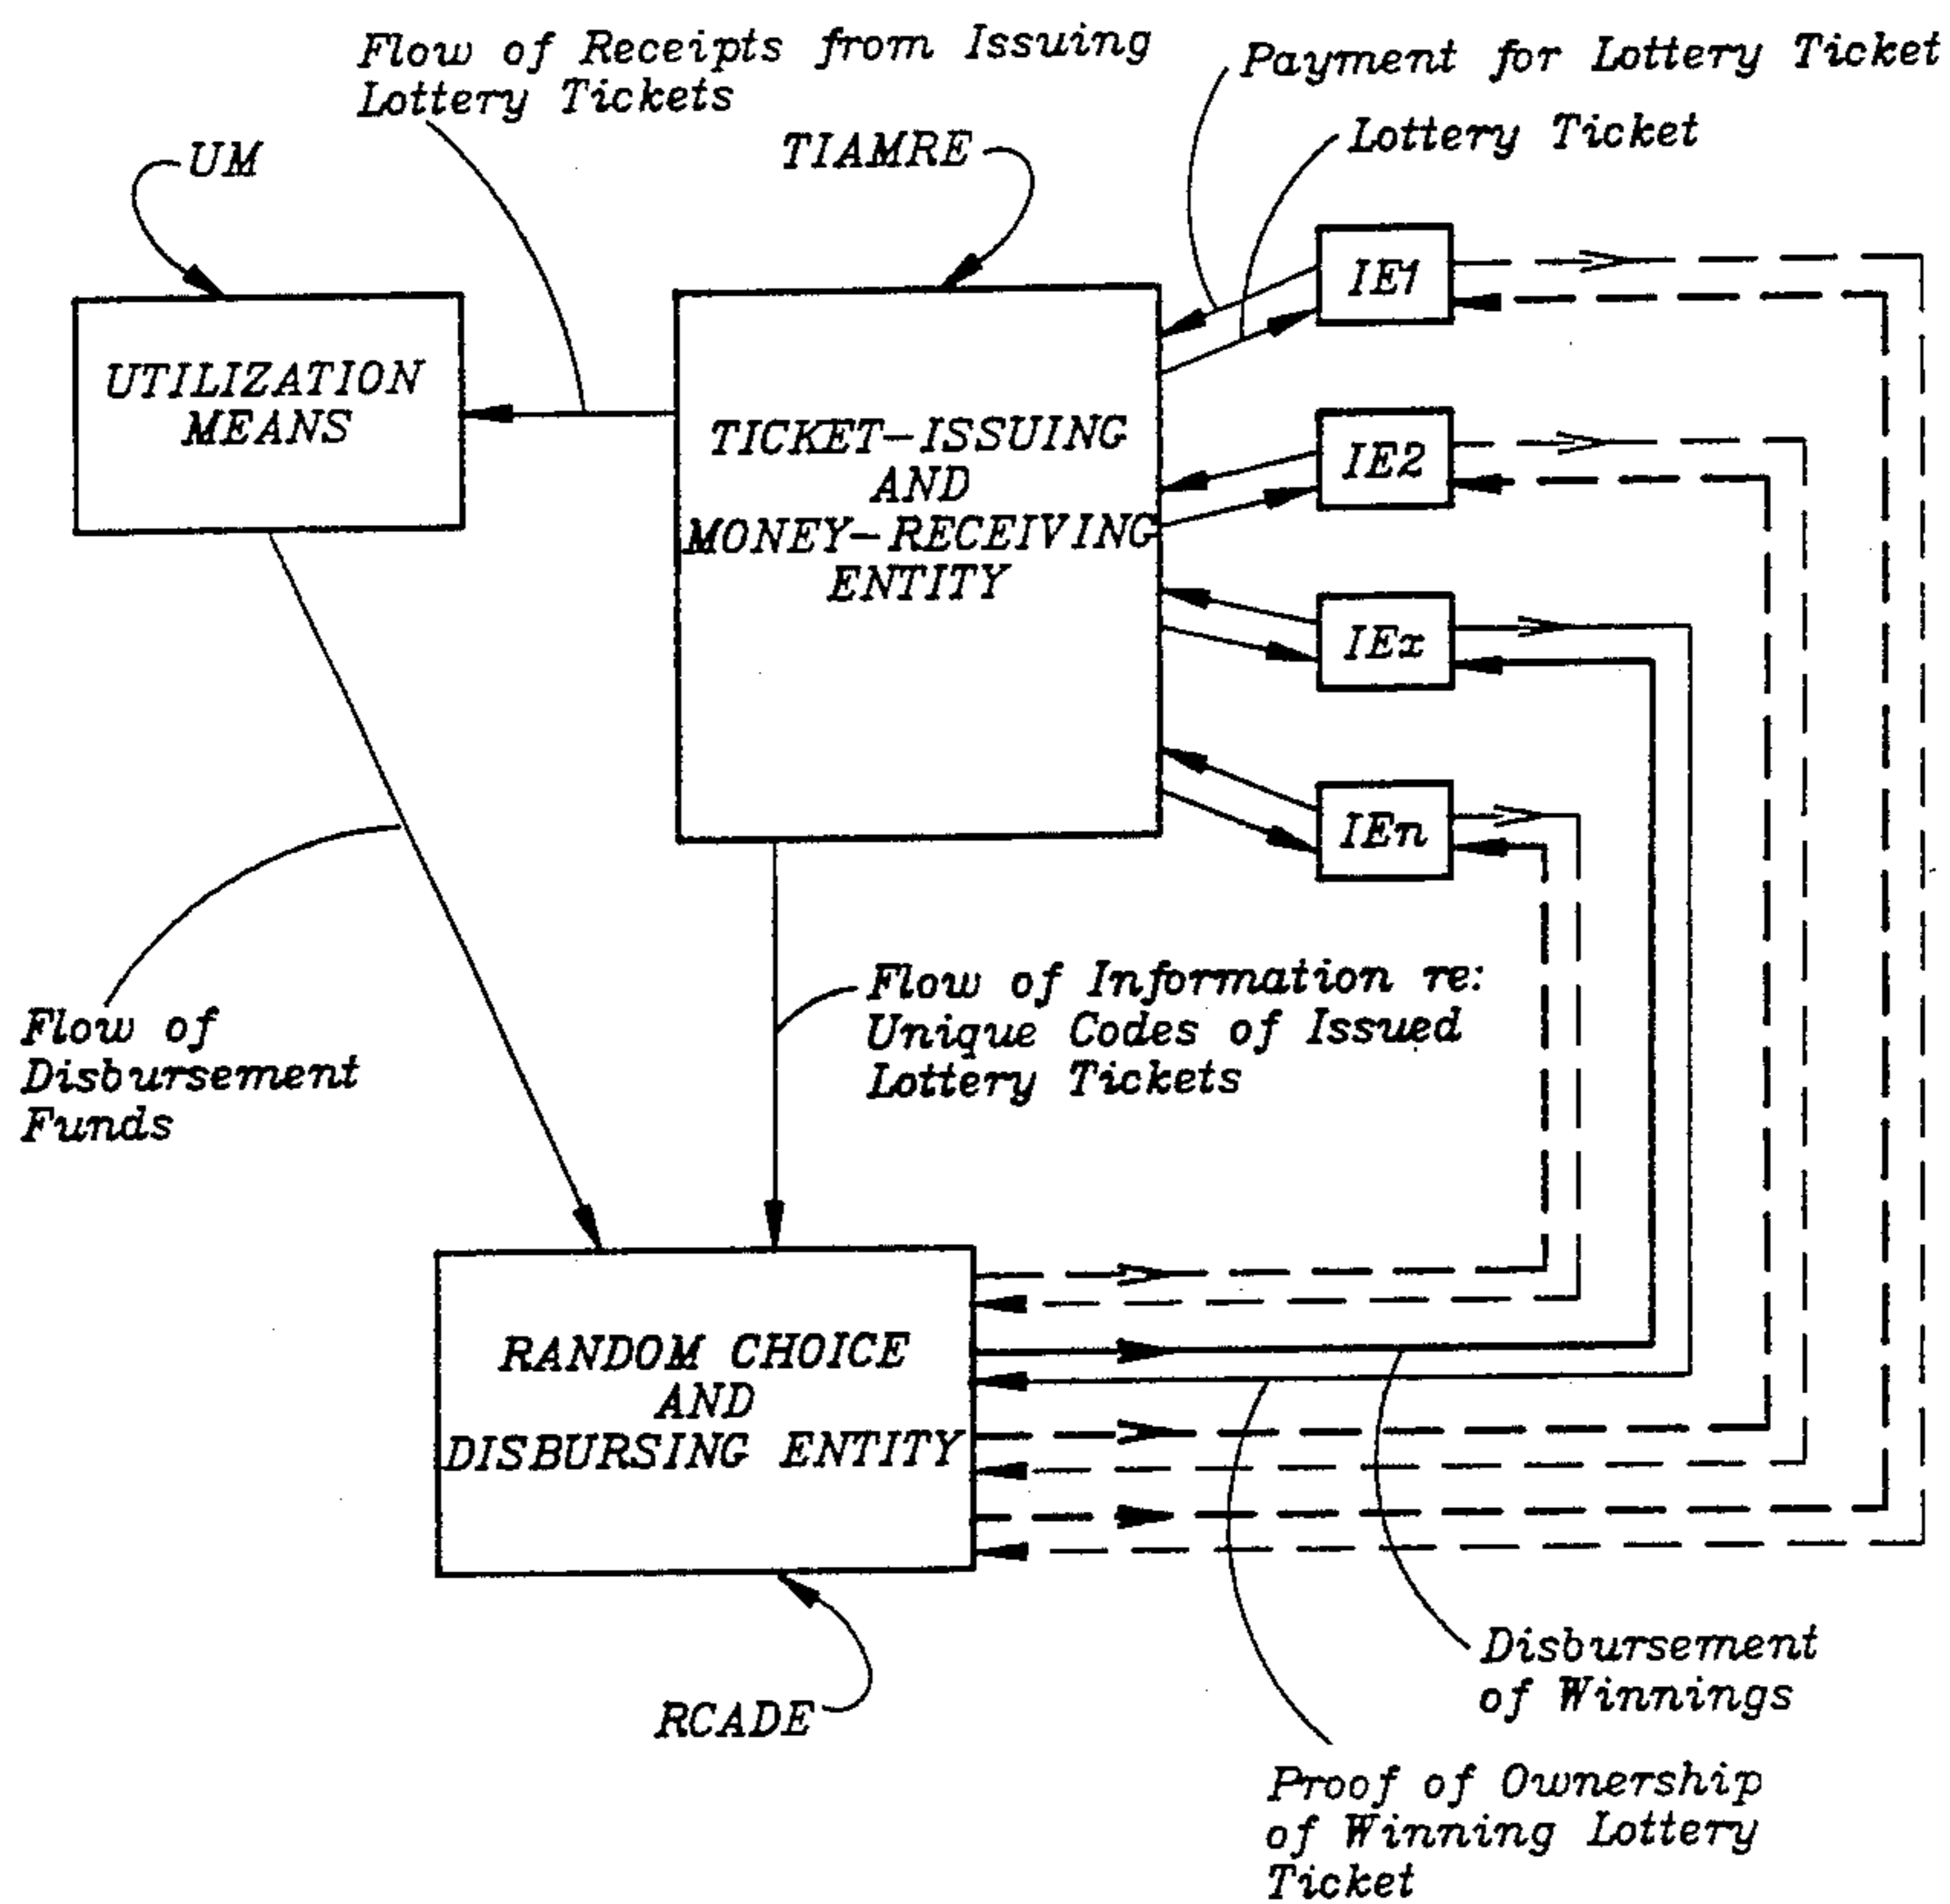 Flow of Receipts from Issuing
Lottery Tickets
Payment for Lottery Ticket
Lottery Ticket
UM
TIAMRE
UTILIZATION
MEANS
TICKET-ISSUING
AND
MONEY-RECEIVING
ENTITY
IE1
IE2
IEx
IEn
Flow of
Disbursement
Funds
Flow of Information re:
Unique Codes of Issued
Lottery Tickets
RANDOM CHOICE
AND
DISBURSING ENTITY
RCADE
Disbursement
of Winnings
Proof of Ownership
of Winning Lottery
Ticket